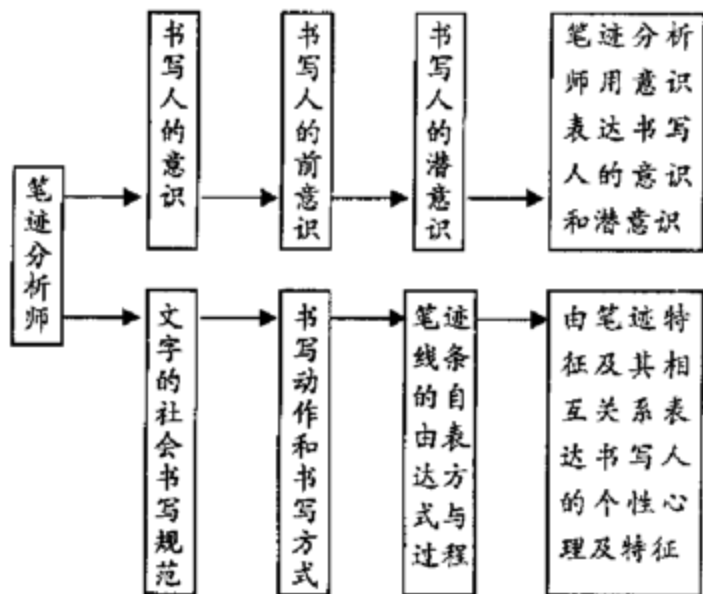 笔迹分析师
书写人的意识
书写人的前意识
书写人的潜意识
笔迹分析
师用意识
表达书写
人的意识
和潜意识
文字的社会书写规范
书写动作和书写方式
笔迹
线条
的自
由表
达方
式与
过程
由笔迹特
征及其相
互关系表
达书写人
的个性心
理及特征